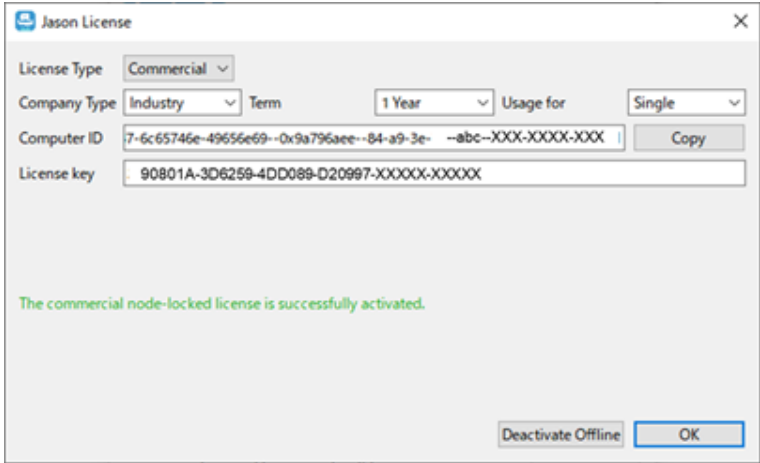 Jason License
License Type Commercial
Company Type Industry Term 1 Year Usage for Single
Computer ID 7-6c65746e-49656e69--0x9a796aee--84-a9-3e- --abc--XXX-XXXX-XXX Copy
License key 90801A-3D6259-4DD089-D20997-XXXXX-XXXXX
The commercial node-locked license is successfully activated.
Deactivate Offline OK